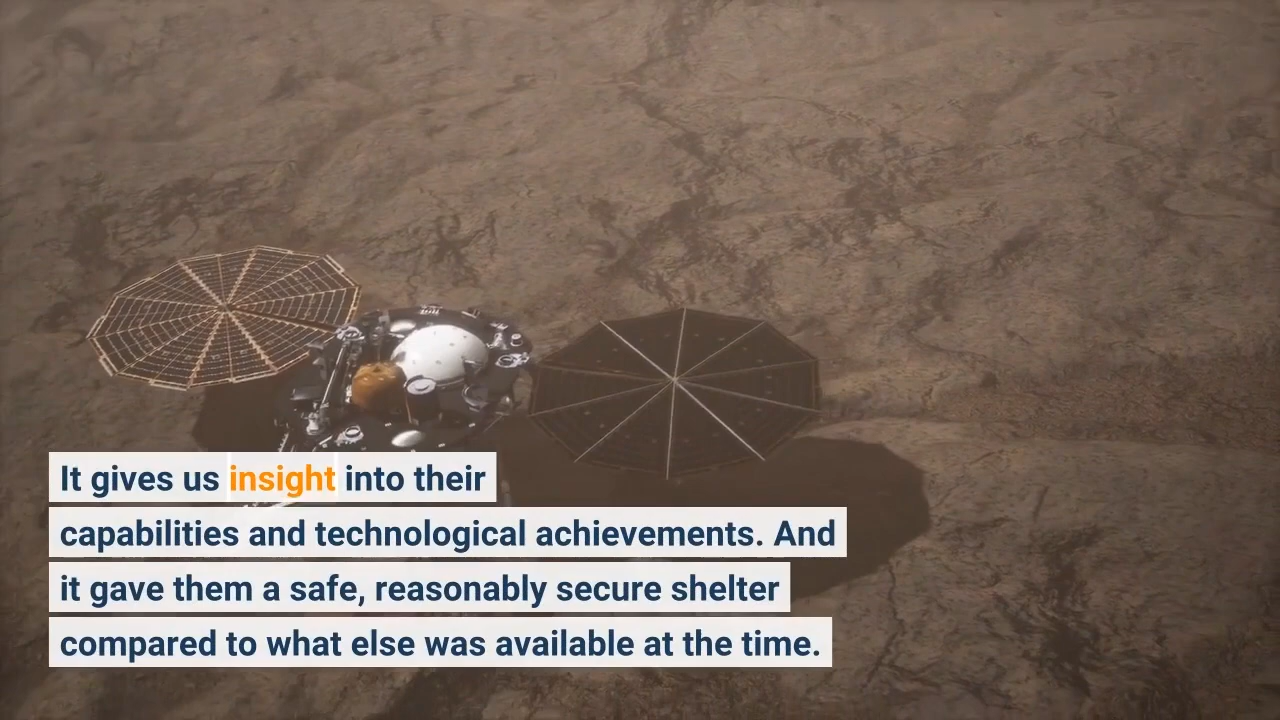 It gives us insight into their
capabilities and technological achievements. And
it gave them a safe, reasonably secure shelter
compared to what else was available at the time.